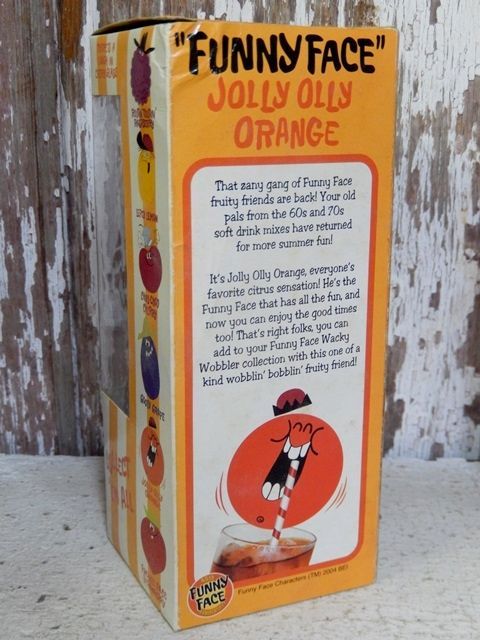 "FUNNY FACE"
JOLLY OLLY
ORANGE
That zany gang of Funny Face
fruity friends are back! Your old
pals from the 60s and 70s
soft drink mixes have returned
for more summer fun!
It's Jolly Olly Orange, everyone's
favorite citrus sensation! He's the
Funny Face that has all the fun, and
now you can enjoy the good times
too! That's right folks, you can
add to your Funny Face Wacky
Wobbler collection with this one of a
kind wobblin' bobblin' fruity friend!
FUNNY
FACE
Funny Face Characters (TM) 2004 BEI
ALL